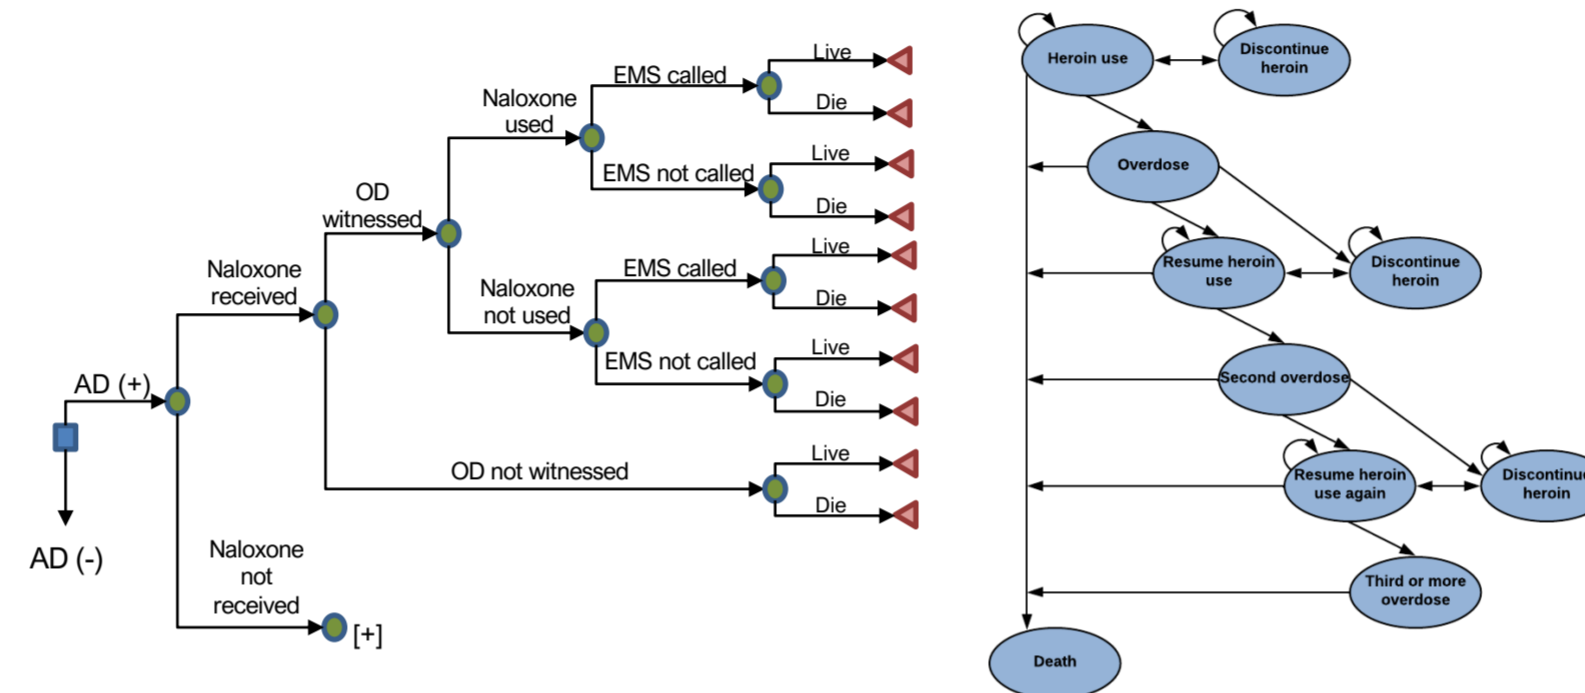 AD (+)
AD (-)
Naloxone
received
Naloxone
not
received
[+]
OD
witnessed
OD not witnessed
Naloxone
used
Naloxone
not used
EMS called
EMS not called
EMS called
EMS not called
Live
Die
Live
Die
Live
Die
Live
Die
Live
Die
Heroin use
Discontinue
heroin
Overdose
Resume heroin
use
Discontinue
heroin
Second overdose
Resume heroin
use again
Discontinue
heroin
Third or more
overdose
Death